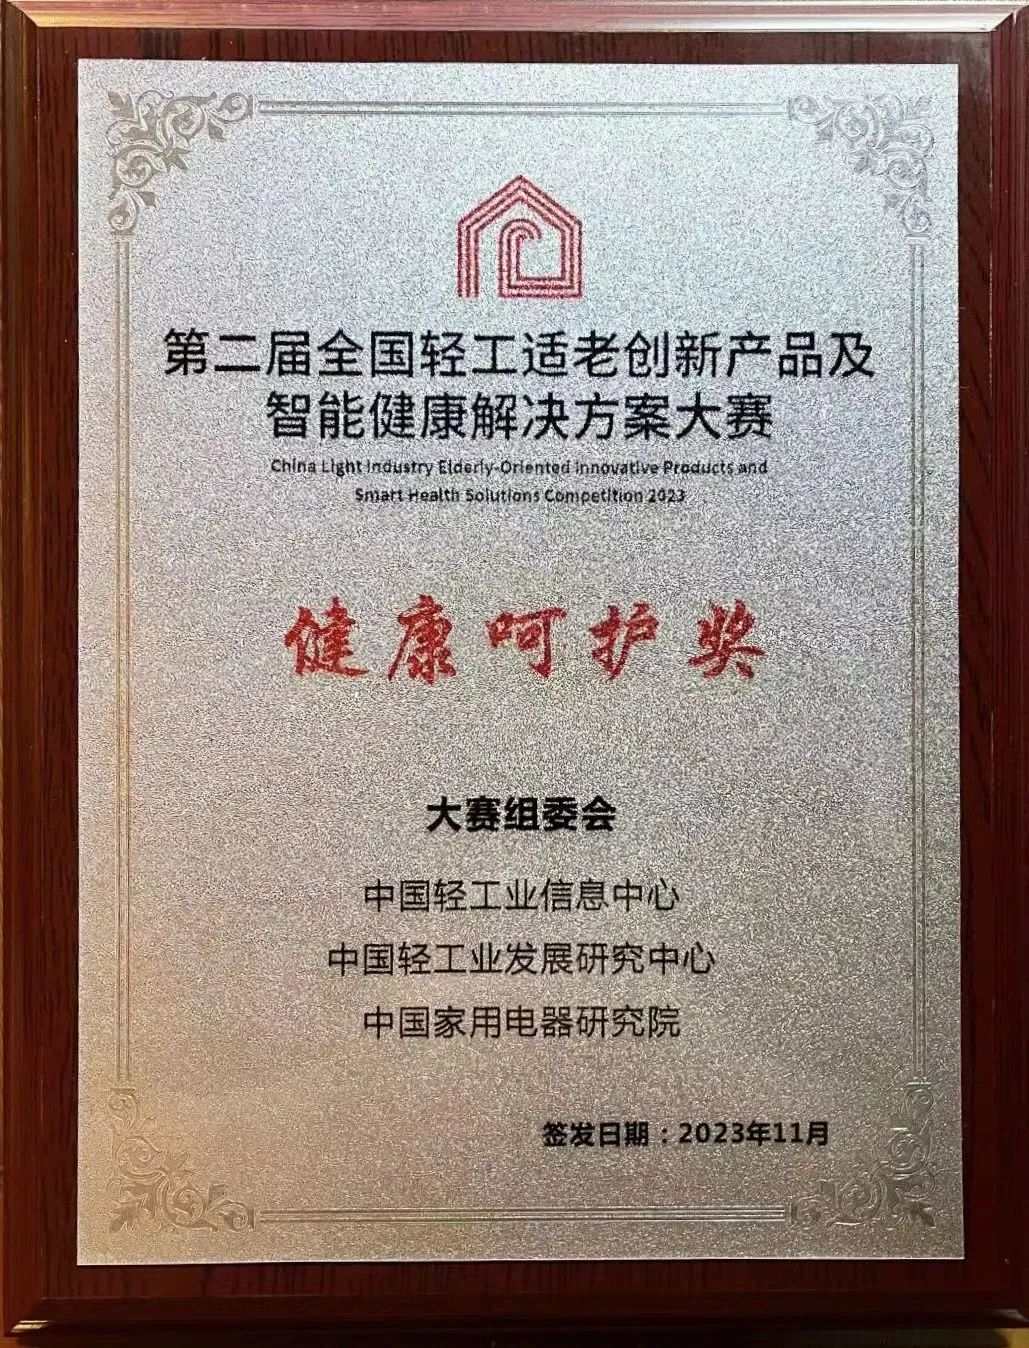 第二届全国轻工适老创新产品及
智能健康解决方案大赛
China Light Industry Elderly-Oriented Innovative Products and
Smart Health Solutions Competition 2023
健康呵护奖
大赛组委会
中国轻工业信息中心
中国轻工业发展研究中心
中国家用电器研究院
签发日期：2023年11月